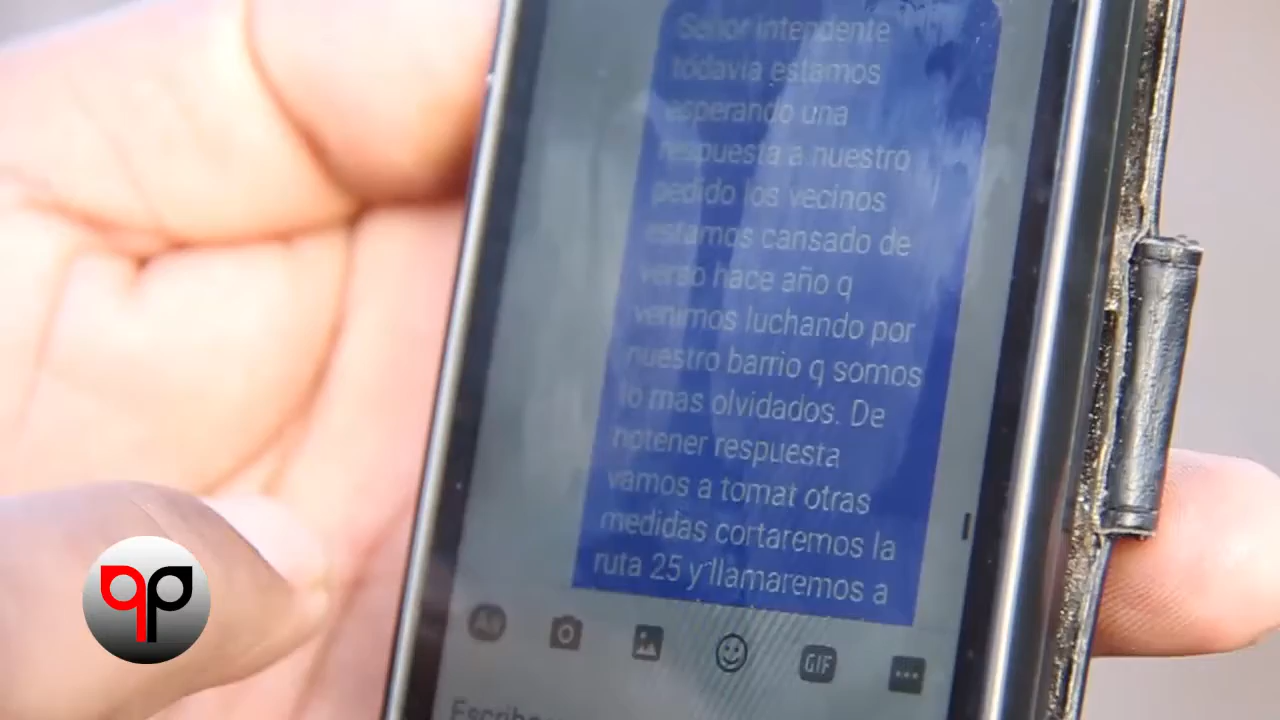 Señor intendente
todavia estamos
esperando una
respuesta a nuestro
pedido los vecinos
estamos cansado de
verso hace año q
venimos luchando por
nuestro barrio q somos
lo mas olvidados. De
notener respuesta
vamos a tomat otras
medidas cortaremos la
ruta 25 y llamaremos a
Aa
GIF
qp